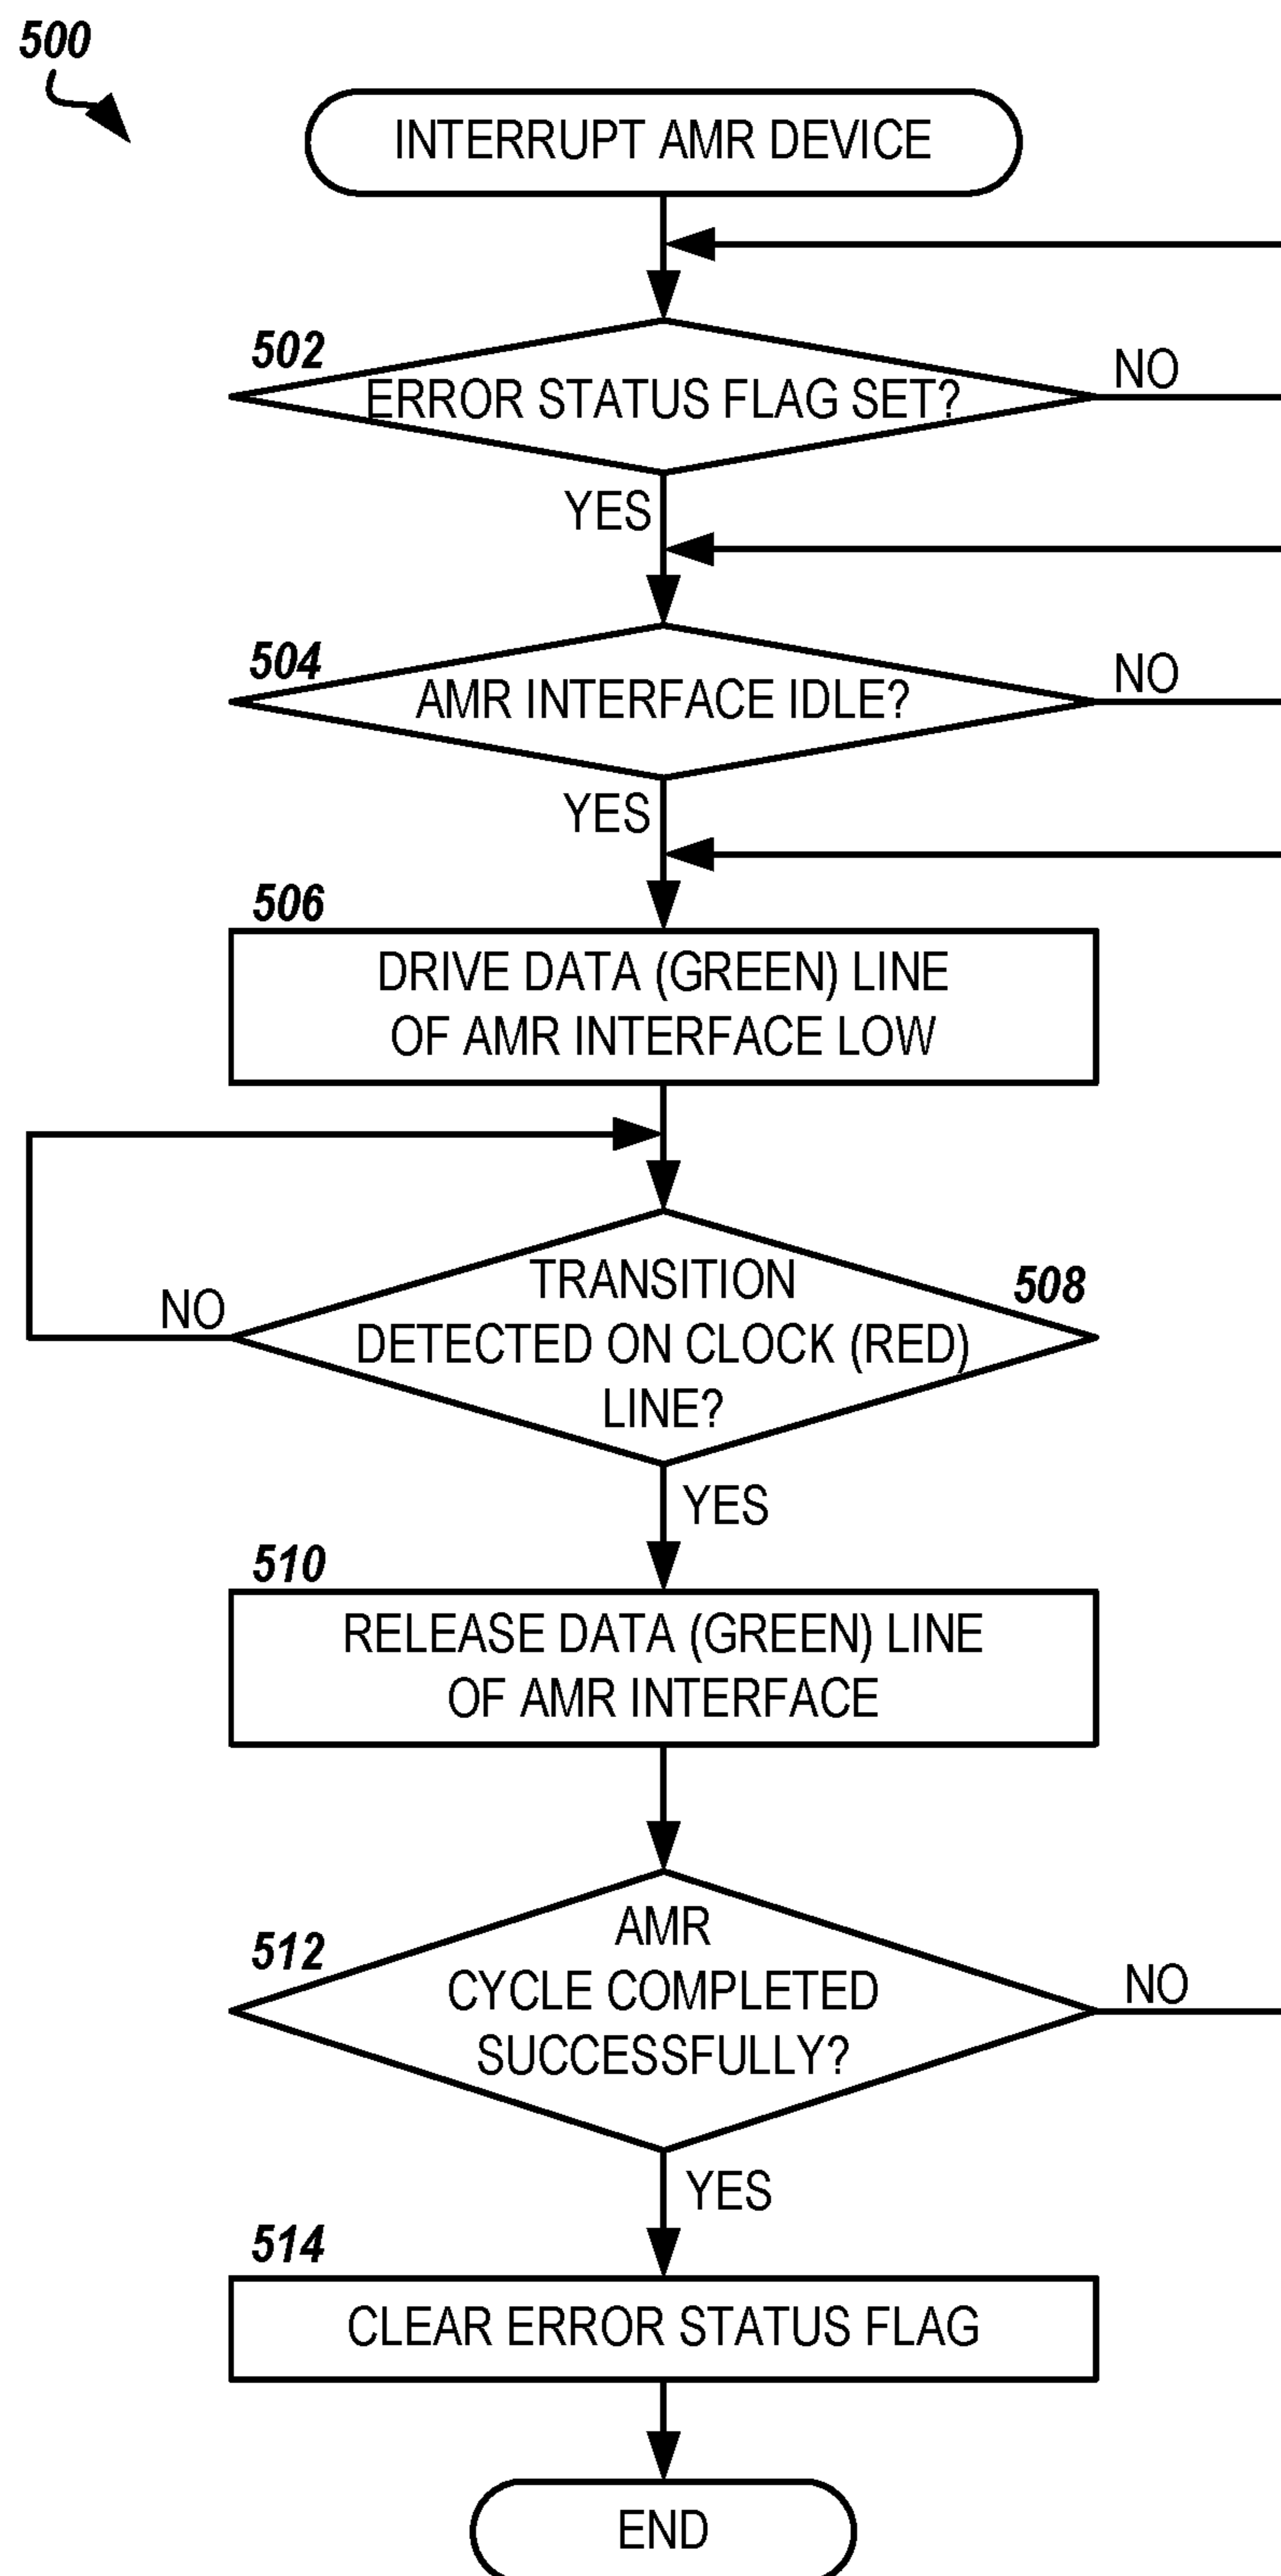 500
INTERRUPT AMR DEVICE
502
ERROR STATUS FLAG SET?
NO
YES
504
AMR INTERFACE IDLE?
NO
YES
506
DRIVE DATA (GREEN) LINE
OF AMR INTERFACE LOW
TRANSITION
DETECTED ON CLOCK (RED)
LINE?
508
NO
YES
510
RELEASE DATA (GREEN) LINE
OF AMR INTERFACE
512
AMR
CYCLE COMPLETED
SUCCESSFULLY?
NO
YES
514
CLEAR ERROR STATUS FLAG
END